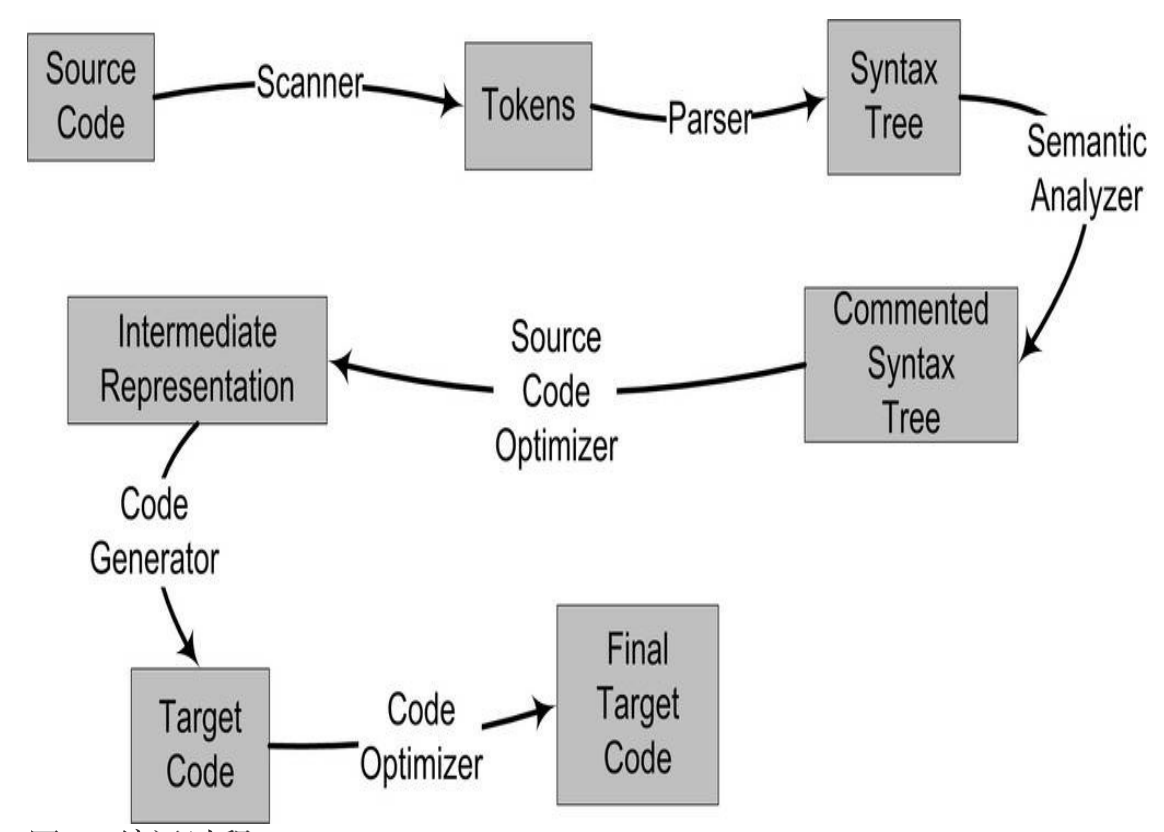 Source
Code
Scanner
Tokens
Parser
Syntax
Tree
Semantic
Analyzer
Commented
Syntax
Tree
Source
Code
Optimizer
Intermediate
Representation
Code
Generator
Target
Code
Code
Optimizer
Final
Target
Code